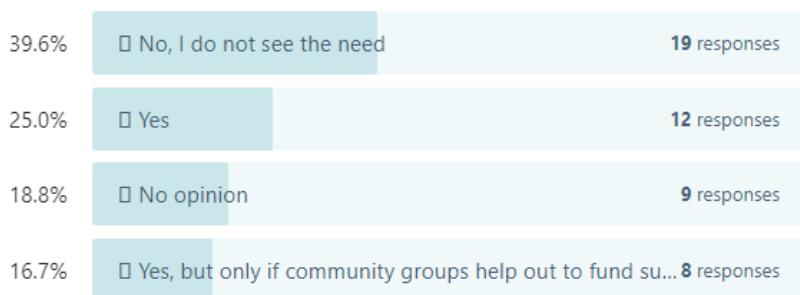 39.6% No, I do not see the need 19 responses
25.0% Yes 12 responses
18.8% No opinion 9 responses
16.7% Yes, but only if community groups help out to fund su... 8 responses